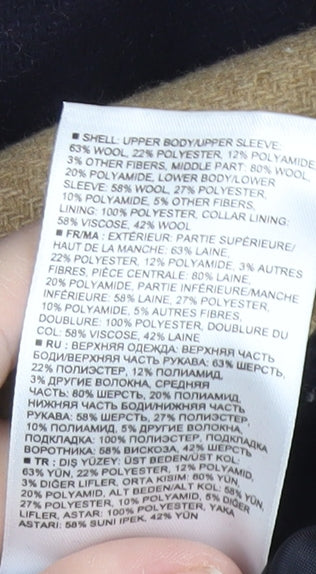 ■ SHELL: UPPER BODY/UPPER SLEEVE:
63% WOOL, 22% POLYESTER, 12% POLYAMIDE,
3% OTHER FIBERS, MIDDLE PART: 80% WOOL,
20% POLYAMIDE, LOWER BODY/LOWER
SLEEVE: 58% WOOL, 27% POLYESTER,
10% POLYAMIDE, 5% OTHER FIBERS,
LINING: 100% POLYESTER, COLLAR LINING:
58% VISCOSE, 42% WOOL
■ FR/MA : EXTÉRIEUR: PARTIE SUPÉRIEURE/
HAUT DE LA MANCHE: 63% LAINE,
22% POLYESTER, 12% POLYAMIDE, 3% AUTRES
FIBRES, PIÈCE CENTRALE: 80% LAINE,
20% POLYAMIDE, PARTIE INFÉRIEURE/MANCHE
INFÉRIEURE: 58% LAINE, 27% POLYESTER,
10% POLYAMIDE, 5% AUTRES FIBRES,
DOUBLURE: 100% POLYESTER, DOUBLURE DU
COL: 58% VISCOSE, 42% LAINE
■ RU : ВЕРХНЯЯ ОДЕЖДА: ВЕРХНЯЯ ЧАСТЬ
БОДИ/ВЕРХНЯЯ ЧАСТЬ РУКАВА: 63% ШЕРСТЬ,
22% ПОЛИЭСТЕР, 12% ПОЛИАМИД,
3% ДРУГИЕ ВОЛОКНА, СРЕДНЯЯ
ЧАСТЬ: 80% ШЕРСТЬ, 20% ПОЛИАМИД,
НИЖНЯЯ ЧАСТЬ БОДИ/НИЖНЯЯ ЧАСТЬ
РУКАВА: 58% ШЕРСТЬ, 27% ПОЛИЭСТЕР,
10% ПОЛИАМИД, 5% ДРУГИЕ ВОЛОКНА,
ПОДКЛАДКА: 100% ПОЛИЭСТЕР, ПОДКЛАДКА
ВОРОТНИКА: 58% ВИСКОЗА, 42% ШЕРСТЬ
■ TR : DIŞ YÜZEY: ÜST BEDEN/ÜST KOL:
63% YÜN, 22% POLYESTER, 12% POLYAMID,
3% DİĞER LIFLER, ORTA KISIM: 80% YÜN,
20% POLYAMID, ALT BEDEN/ALT KOL: 58% YÜN,
27% POLYESTER, 10% POLYAMID, 5% DİĞER
LIFLER, ASTAR: 100% POLYESTER, YAKA
ASTARI: 58% SUNI IPEK, 42% YÜN